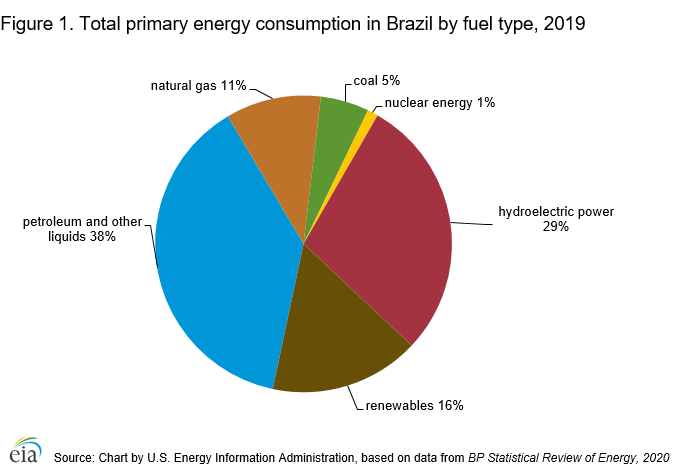 Figure 1. Total primary energy consumption in Brazil by fuel type, 2019
natural gas 11%
coal 5%
nuclear energy 1%
hydroelectric power
29%
petroleum and other
liquids 38%
renewables 16%
eia
Source: Chart by U.S. Energy Information Administration, based on data from BP Statistical Review of Energy, 2020